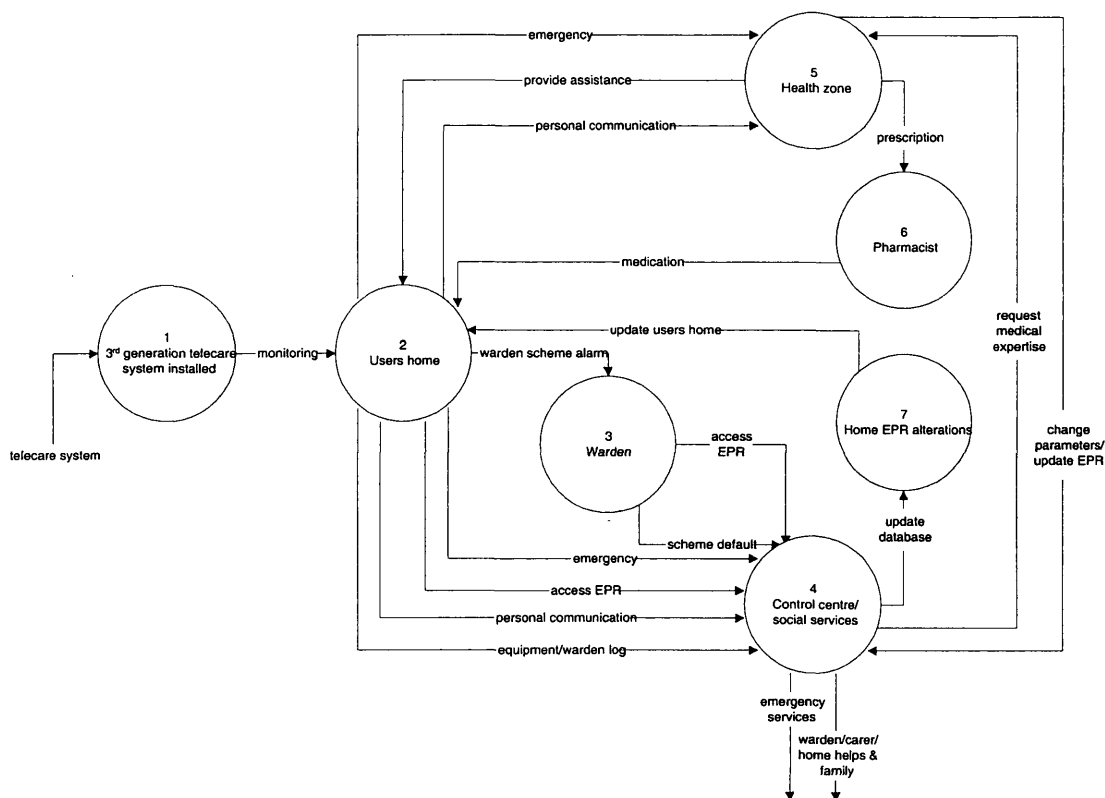 emergency
5
Health zone
provide assistance
personal communication
prescription
6
Pharmacist
medication
request
medical
expertise
1
3rd generation telecare
system installed
monitoring
2
Users home
update users home
warden scheme alarm
7
Home EPR alterations
change
parameters/
update EPR
telecare system
3
Warden
access
EPR
update
database
scheme default
emergency
access EPR
4
Control centre/
social services
personal communication
equipment/warden log
emergency
services
warden/carer/
home helps &
family